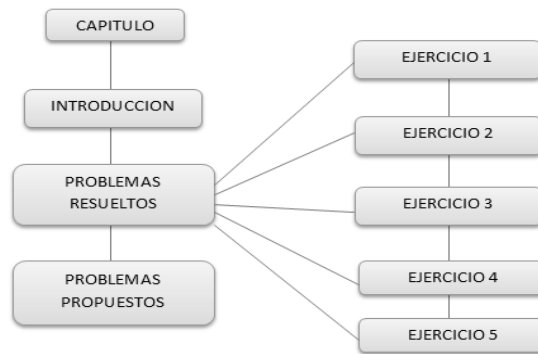 CAPITULO
INTRODUCCION
PROBLEMAS
RESUELTOS
PROBLEMAS
PROPUESTOS
EJERCICIO 1
EJERCICIO 2
EJERCICIO 3
EJERCICIO 4
EJERCICIO 5